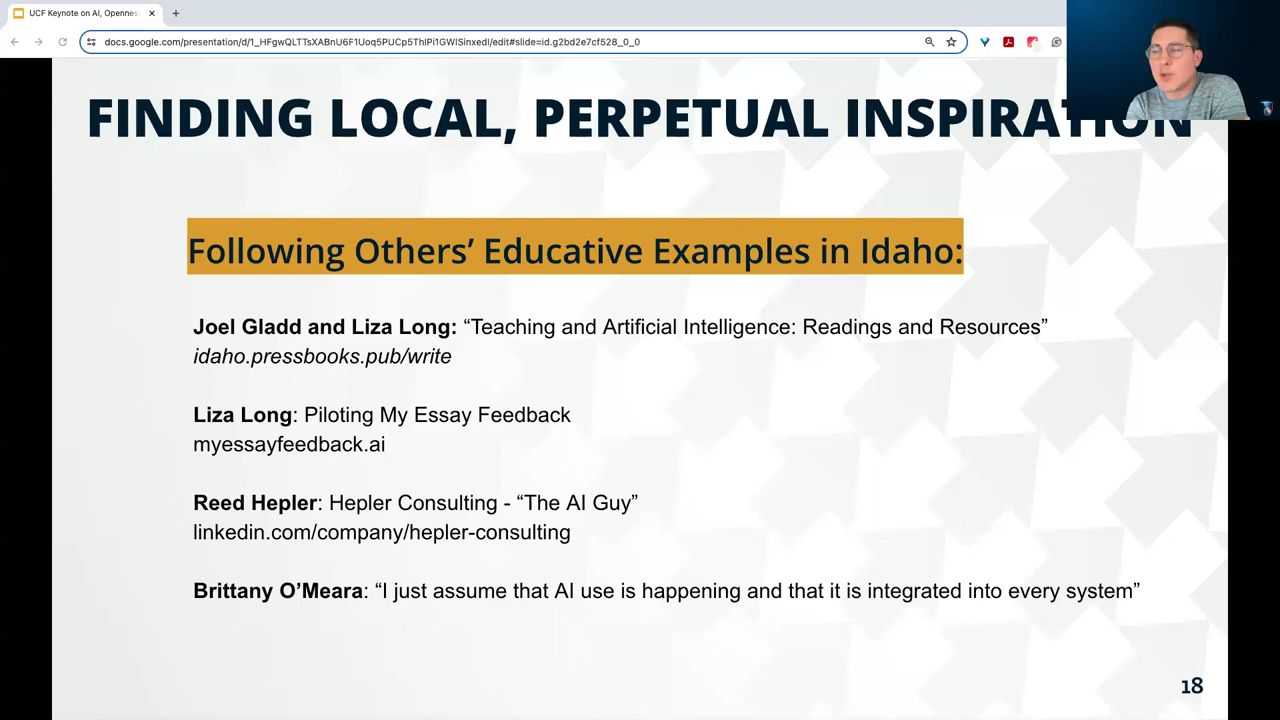 UCF Keynote on AI, Opennes
docs.google.com/presentation/d/1_HFgwQLTTsXABnU6F1Uoq5PUCp5ThlPi1GWISinxedI/edit#slide=id.g2bd2e7cf528_0_0
FINDING LOCAL, PERPETUAL INSPIRATION
Following Others’ Educative Examples in Idaho:
Joel Gladd and Liza Long: “Teaching and Artificial Intelligence: Readings and Resources”
idaho.pressbooks.pub/write
Liza Long: Piloting My Essay Feedback
myessayfeedback.ai
Reed Hepler: Hepler Consulting - “The AI Guy”
linkedin.com/company/hepler-consulting
Brittany O’Meara: “I just assume that AI use is happening and that it is integrated into every system”
18